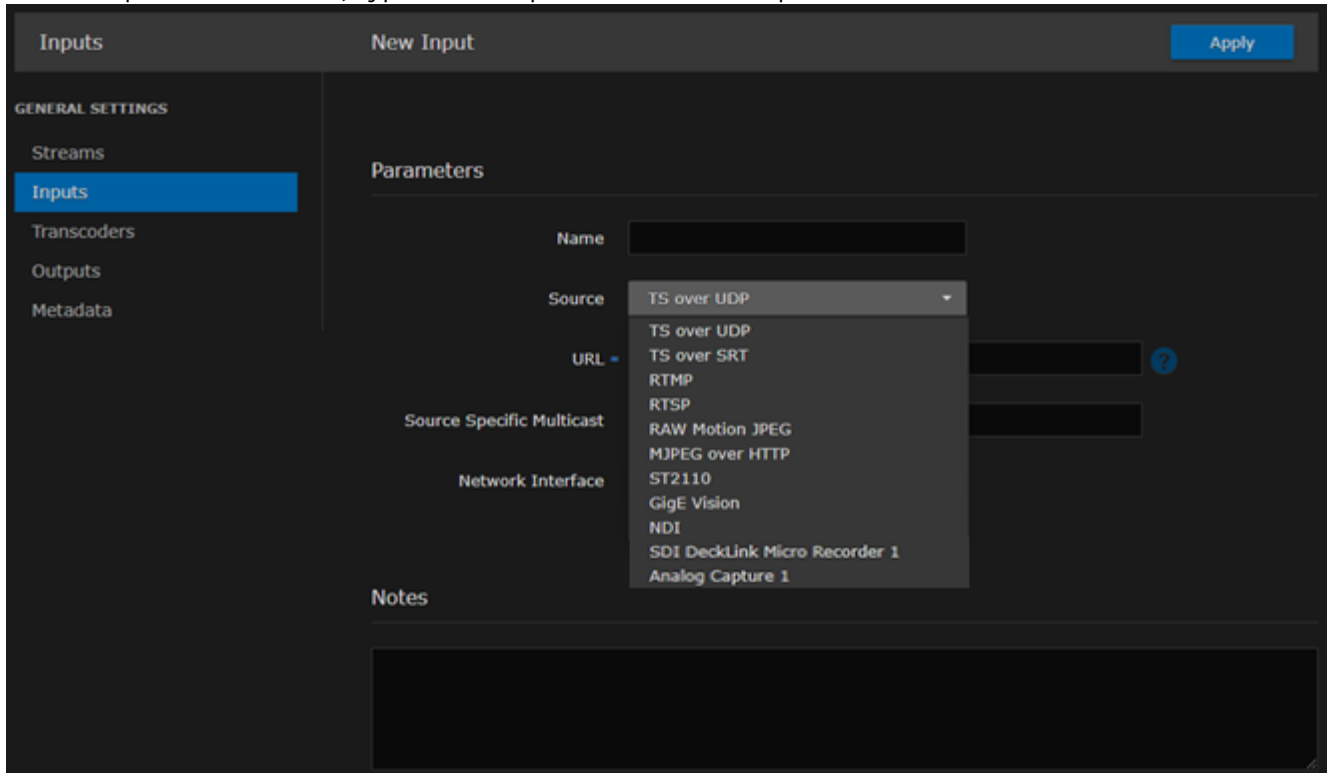 Inputs
New Input
Apply
GENERAL SETTINGS
Streams
Inputs
Transcoders
Outputs
Metadata
Parameters
Name
Source
TS over UDP
TS over UDP
TS over SRT
RTMP
RTSP
RAW Motion JPEG
MJPEG over HTTP
ST2110
GigE Vision
NDI
SDI DeckLink Micro Recorder 1
Analog Capture 1
URL
?
Source Specific Multicast
Network Interface
Notes